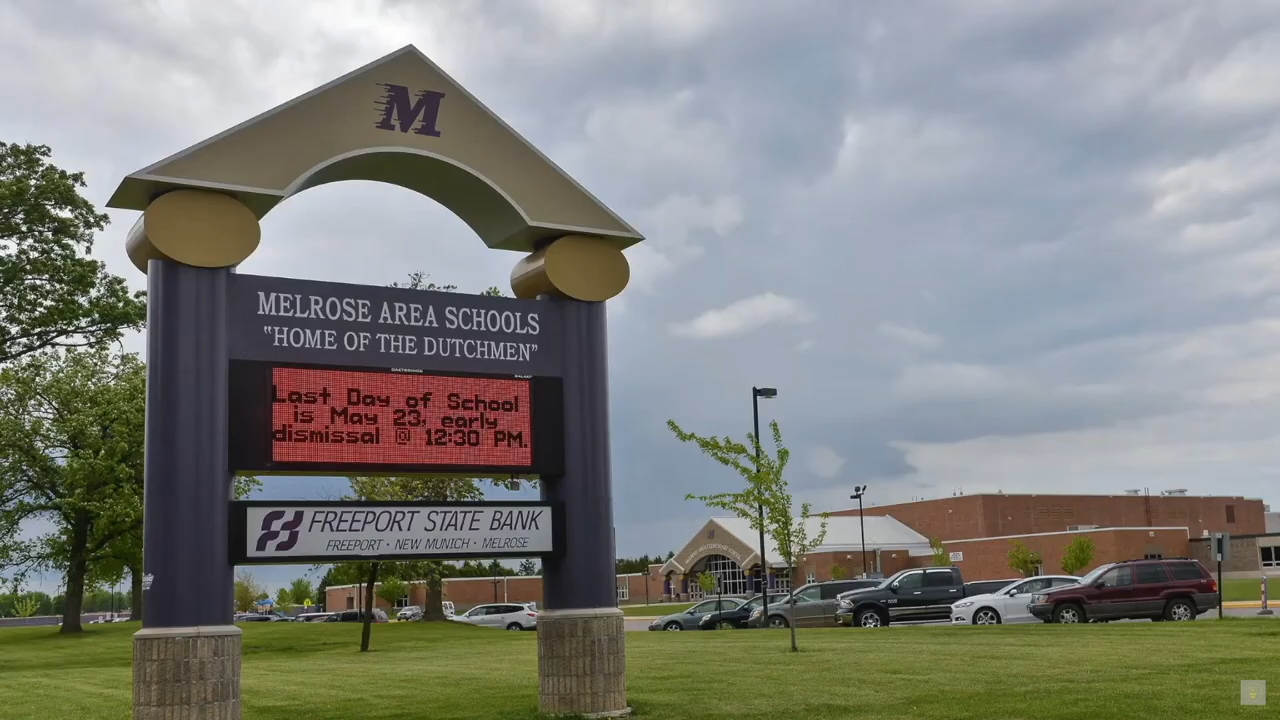 M
MELROSE AREA SCHOOLS
"HOME OF THE DUTCHMEN"
Last Day of School
is May 23, early
dismissal @ 12:30 PM.
FREEPORT STATE BANK
FREEPORT • NEW MUNICH • MELROSE